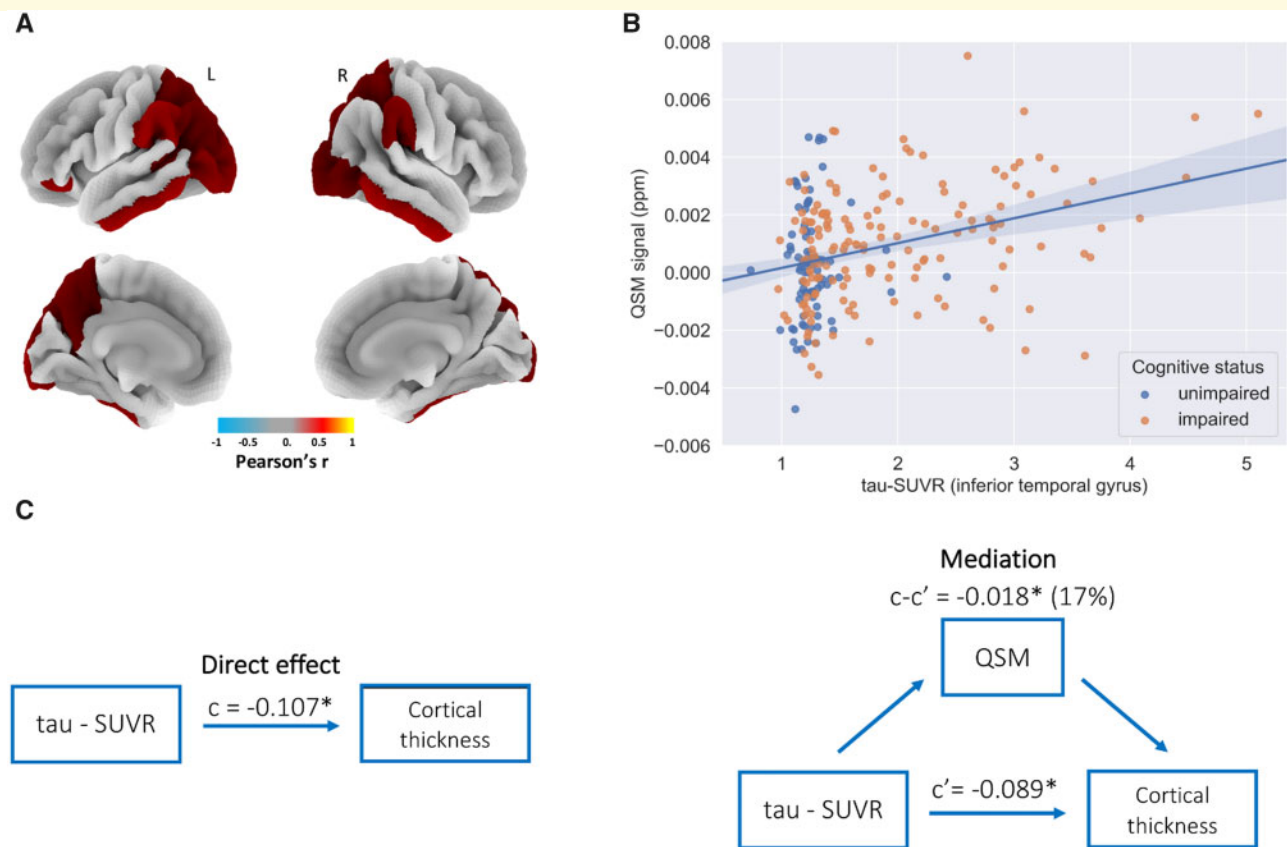 A
L
R
-1
-0.5
0.
0.5
1
Pearson's r
B
0.008
0.006
0.004
0.002
0.000
−0.002
−0.004
−0.006
QSM signal (ppm)
1
2
3
4
5
tau-SUVR (inferior temporal gyrus)
Cognitive status
unimpaired
impaired
C
Direct effect
c = -0.107*
tau - SUVR
Cortical
thickness
Mediation
c-c’ = -0.018* (17%)
QSM
c’= -0.089*
tau - SUVR
Cortical
thickness